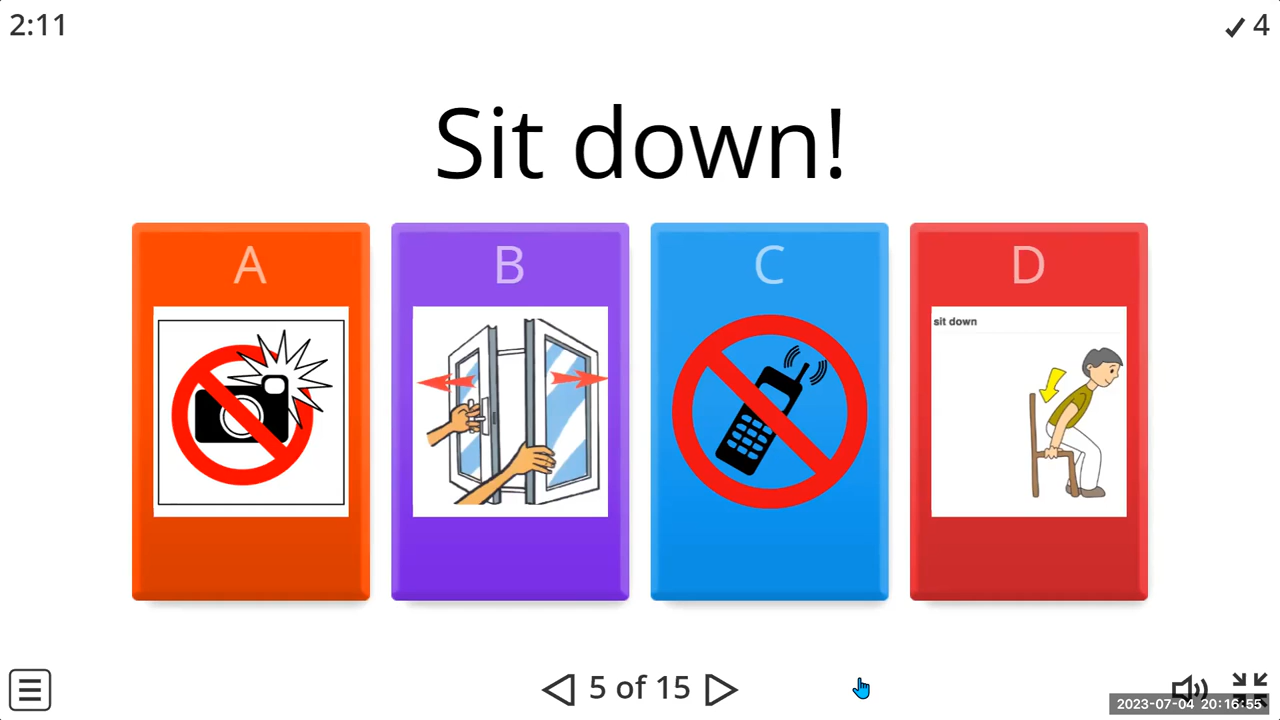 2:11
✓ 4
Sit down!
A
B
C
D
sit down
5 of 15
2023-07-04 20:16:55